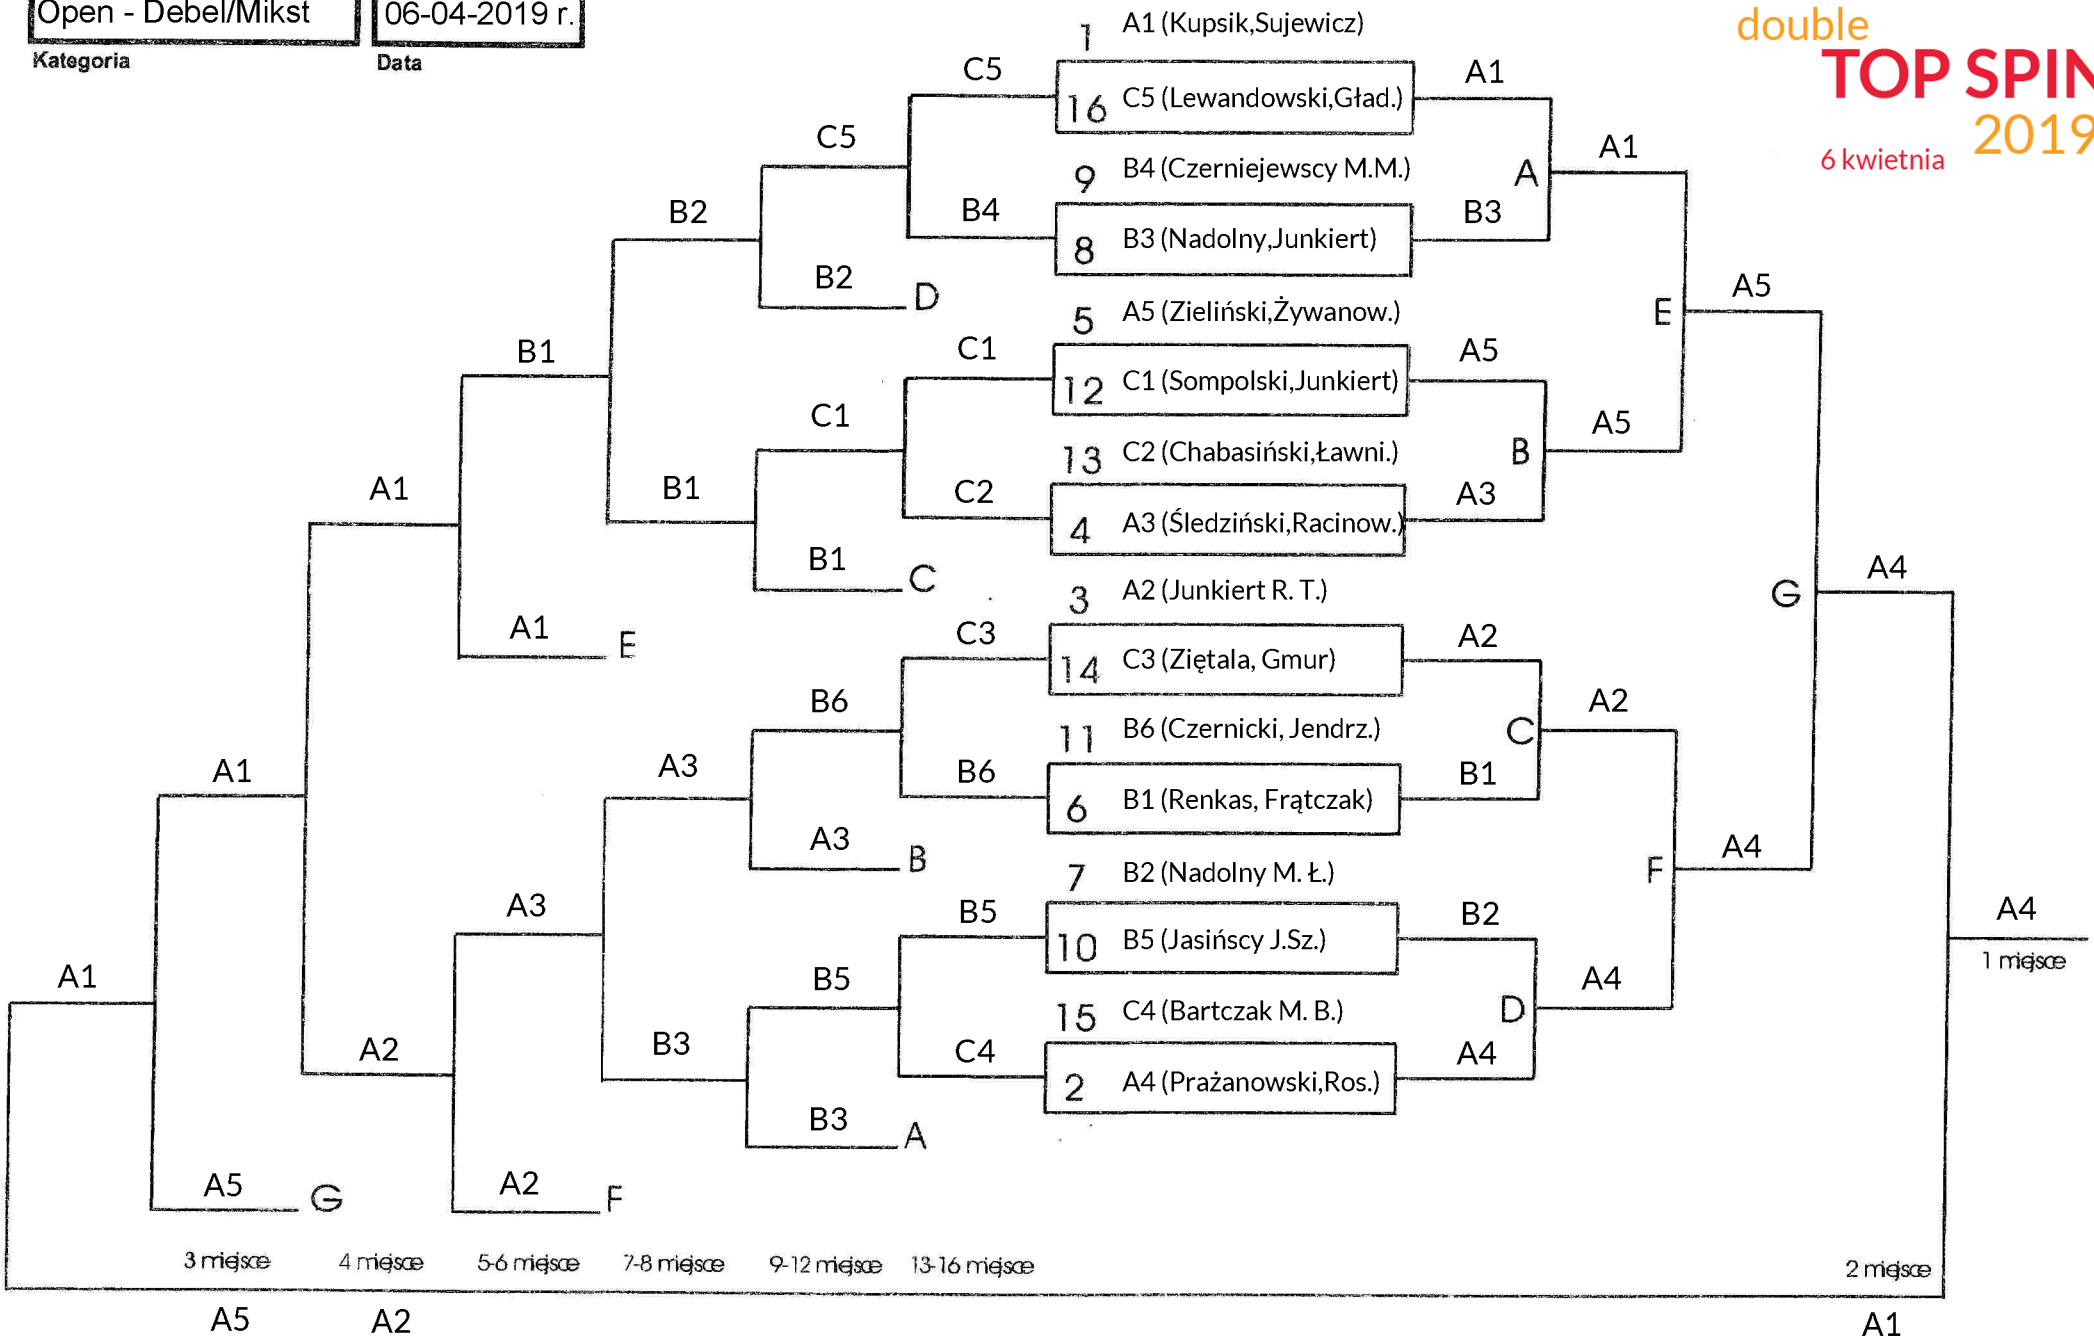 Open - Debel/Mikst
06-04-2019 r.
Kategoria
Data
double
TOP SPIN
2019
6 kwietnia
1 A1 (Kupsik,Sujewicz)
C5
16 C5 (Lewandowski,Gład.)
A1
C5
9 B4 (Czerniejewscy M.M.)
A
A1
B2
B4
8 B3 (Nadolny,Junkiert)
B3
B2
D
5 A5 (Zieliński,Żywanow.)
E
A5
B1
C1
12 C1 (Sompolski,Junkiert)
A5
C1
13 C2 (Chabasiński,Ławni.)
B
A5
A1
B1
C2
4 A3 (Śledziński,Racinow.)
A3
B1
C
3 A2 (Junkiert R. T.)
G
A4
A1
E
C3
14 C3 (Ziętala, Gmur)
A2
B6
11 B6 (Czernicki, Jendrz.)
C
A2
A1
A3
B6
6 B1 (Renkas, Frątczak)
B1
A3
B
7 B2 (Nadolny M. Ł.)
F
A4
A3
B5
10 B5 (Jasińscy J.Sz.)
B2
A4
1 miejsce
A1
B5
15 C4 (Bartczak M. B.)
D
A4
A2
B3
C4
2 A4 (Prażanowski,Ros.)
A4
B3
A
A5
G
A2
F
3 miejsce
4 miejsce
5-6 miejsce
7-8 miejsce
9-12 miejsce
13-16 miejsce
2 miejsce
A5
A2
A1